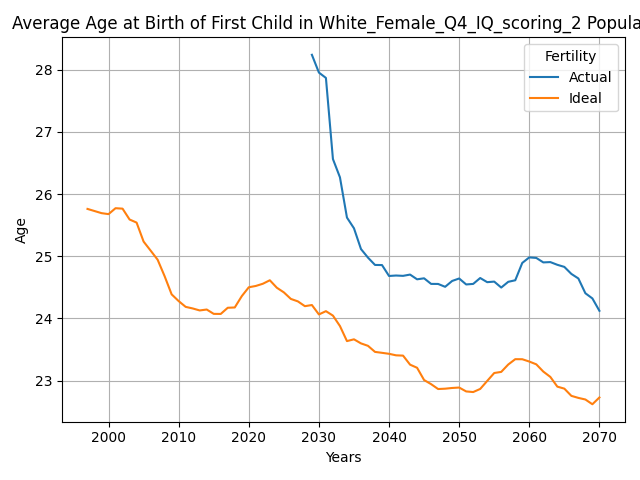 Average Age at Birth of First Child in White_Female_Q4_IQ_scoring_2 Popula
Fertility
Actual
Ideal
28
27
26
25
24
23
Age
2000 2010 2020 2030 2040 2050 2060 2070
Years